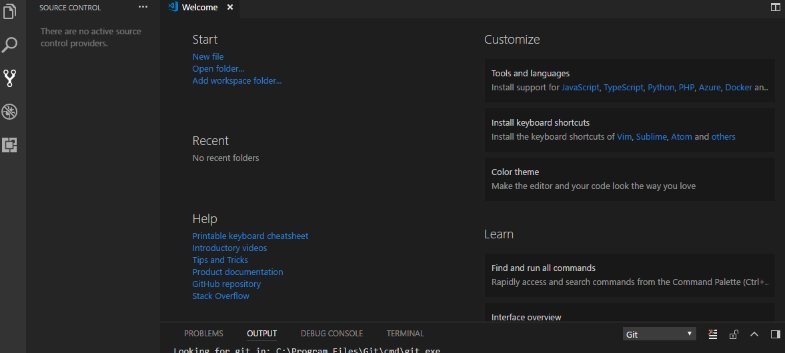 SOURCE CONTROL ...
There are no active source
control providers.
Welcome
Start
New file
Open folder...
Add workspace folder...
Recent
No recent folders
Help
Printable keyboard cheatsheet
Introductory videos
Tips and Tricks
Product documentation
GitHub repository
Stack Overflow
Customize
Tools and languages
Install support for JavaScript, TypeScript, Python, PHP, Azure, Docker an...
Install keyboard shortcuts
Install the keyboard shortcuts of Vim, Sublime, Atom and others
Color theme
Make the editor and your code look the way you love
Learn
Find and run all commands
Rapidly access and search commands from the Command Palette (Ctrl+...
Interface overview
PROBLEMS OUTPUT DEBUG CONSOLE TERMINAL Git
Looking for git in: C:\Program Files\Git\cmd\git.exe